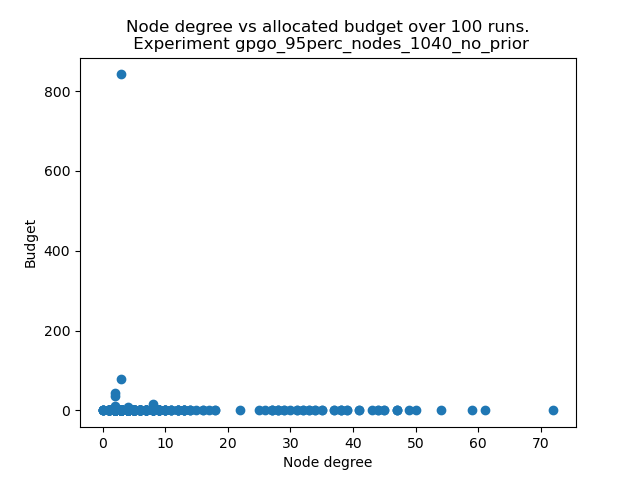 Node degree vs allocated budget over 100 runs.
Experiment gpgo_95perc_nodes_1040_no_prior
800
600
400
200
0
Budget
0 10 20 30 40 50 60 70
Node degree